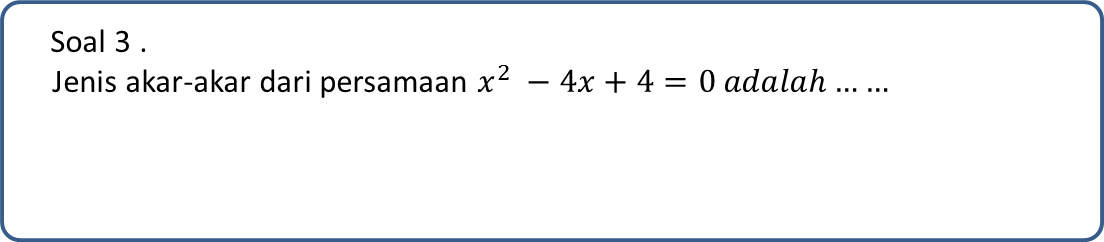 Soal 3 .
Jenis akar-akar dari persamaan x² − 4x + 4 = 0 adalah … …